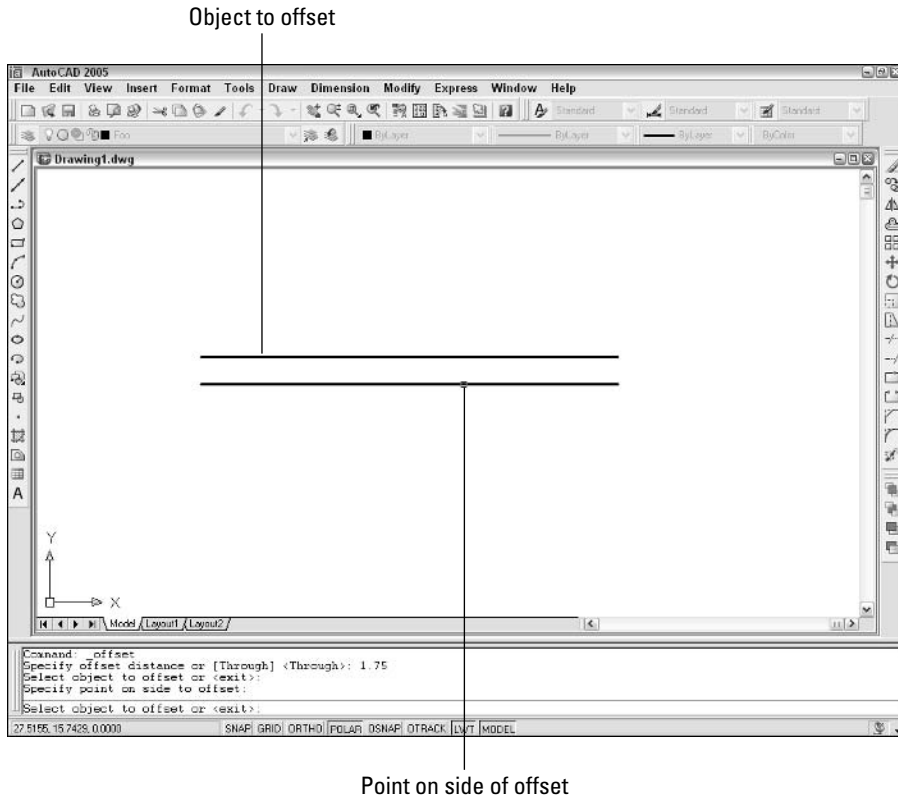 Object to offset
AutoCAD 2005
File Edit View Insert Format Tools Draw Dimension Modify Express Window Help
Standard Standard Standard
Foo ByLayer ByLayer ByLayer ByColor
Drawing1.dwg
A
Y
X
Model Layout1 Layout2
Command: _offset
Specify offset distance or [Through] <Through>: 1.75
Select object to offset or <exit>:
Specify point on side to offset:
Select object to offset or <exit>:
27.5155, 15.7429, 0.0000 SNAP GRID ORTHO POLAR OSNAP OTRACK LWT MODEL
Point on side of offset